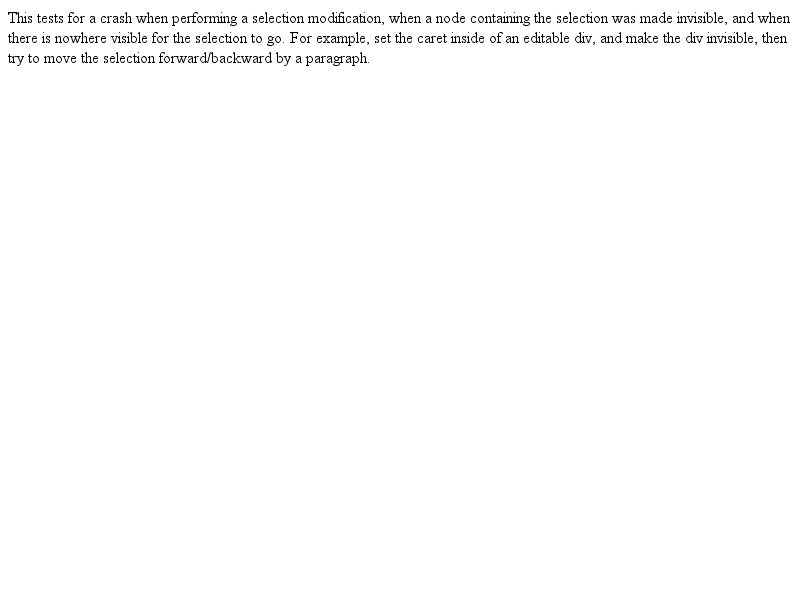 This tests for a crash when performing a selection modification, when a node containing the selection was made invisible, and when
there is nowhere visible for the selection to go. For example, set the caret inside of an editable div, and make the div invisible, then
try to move the selection forward/backward by a paragraph.